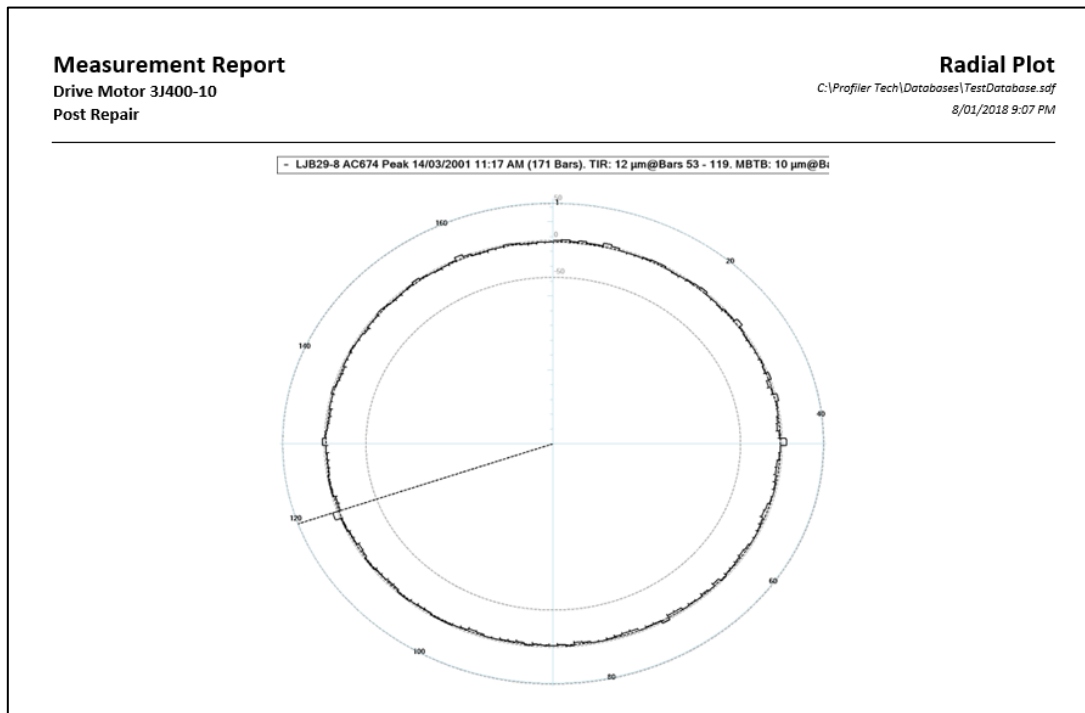 Measurement Report
Radial Plot
Drive Motor 3J400-10
C:\Profiler Tech\Databases\TestDatabase.sdf
Post Repair
8/01/2018 9:07 PM
- LJB29-8 AC674 Peak 14/03/2001 11:17 AM (171 Bars). TIR: 12 µm@Bars 53 - 119. MBTB: 10 µm@Ba
50
1
160
0
20
-50
140
40
120
60
100
80